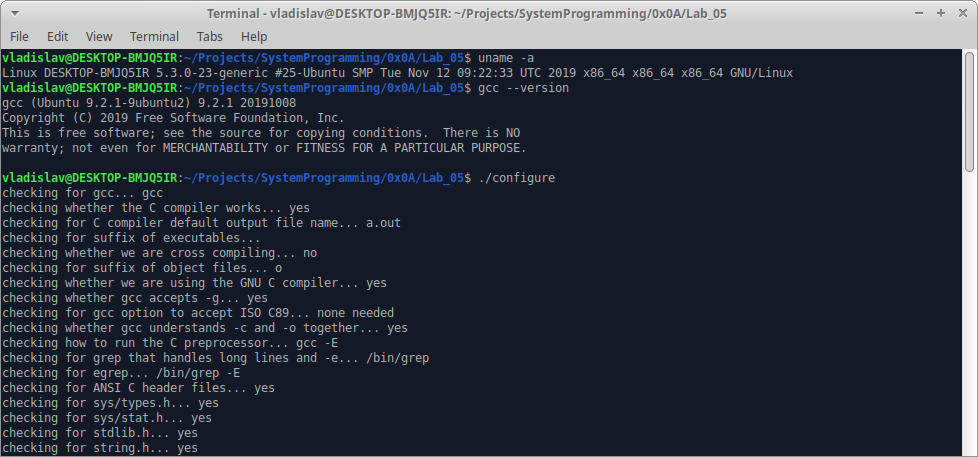 Terminal - vladislav@DESKTOP-BMJQ5IR: ~/Projects/SystemProgramming/0x0A/Lab_05
File Edit View Terminal Tabs Help
vladislav@DESKTOP-BMJQ5IR:~/Projects/SystemProgramming/0x0A/Lab_05$ uname -a
Linux DESKTOP-BMJQ5IR 5.3.0-23-generic #25-Ubuntu SMP Tue Nov 12 09:22:33 UTC 2019 x86_64 x86_64 x86_64 GNU/Linux
vladislav@DESKTOP-BMJQ5IR:~/Projects/SystemProgramming/0x0A/Lab_05$ gcc --version
gcc (Ubuntu 9.2.1-9ubuntu2) 9.2.1 20191008
Copyright (C) 2019 Free Software Foundation, Inc.
This is free software; see the source for copying conditions.  There is NO
warranty; not even for MERCHANTABILITY or FITNESS FOR A PARTICULAR PURPOSE.
vladislav@DESKTOP-BMJQ5IR:~/Projects/SystemProgramming/0x0A/Lab_05$ ./configure
checking for gcc... gcc
checking whether the C compiler works... yes
checking for C compiler default output file name... a.out
checking for suffix of executables...
checking whether we are cross compiling... no
checking for suffix of object files... o
checking whether we are using the GNU C compiler... yes
checking whether gcc accepts -g... yes
checking for gcc option to accept ISO C89... none needed
checking whether gcc understands -c and -o together... yes
checking how to run the C preprocessor... gcc -E
checking for grep that handles long lines and -e... /bin/grep
checking for egrep... /bin/grep -E
checking for ANSI C header files... yes
checking for sys/types.h... yes
checking for sys/stat.h... yes
checking for stdlib.h... yes
checking for string.h... yes